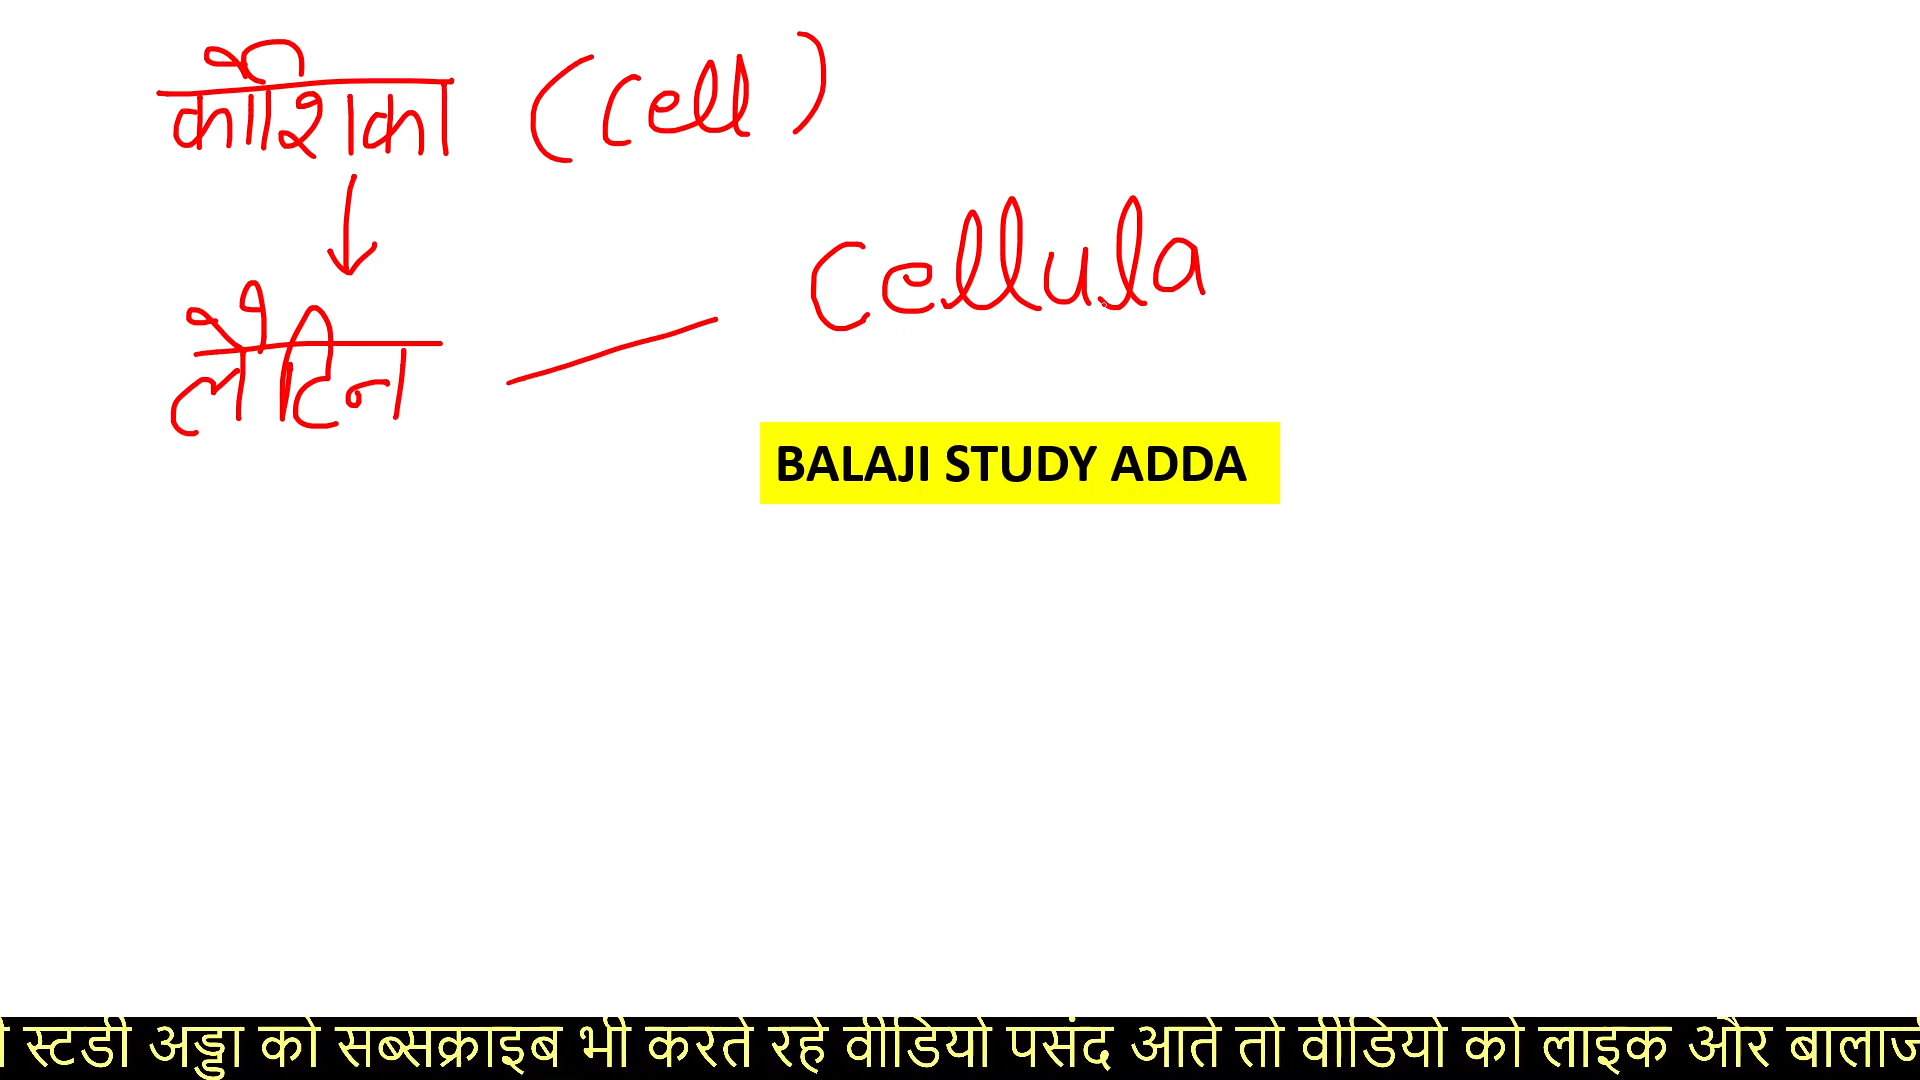 कोशिका (cell)
cellula
लैटिन
BALAJI STUDY ADDA
स्टडी अड्डा को सब्सक्राइब भी करते रहे वीडियो पसंद आते तो वीडियो को लाइक और